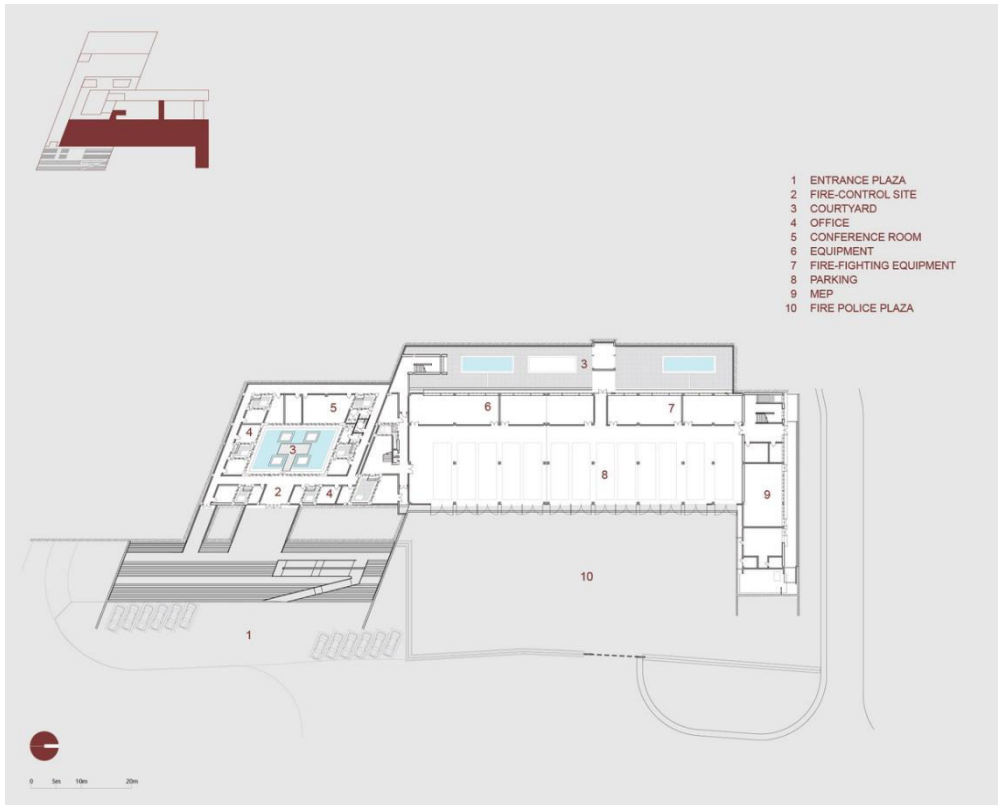 1 ENTRANCE PLAZA
2 FIRE-CONTROL SITE
3 COURTYARD
4 OFFICE
5 CONFERENCE ROOM
6 EQUIPMENT
7 FIRE-FIGHTING EQUIPMENT
8 PARKING
9 MEP
10 FIRE POLICE PLAZA
3
5
6
7
4
3
8
2
4
9
10
1
0 5m 10m 20m